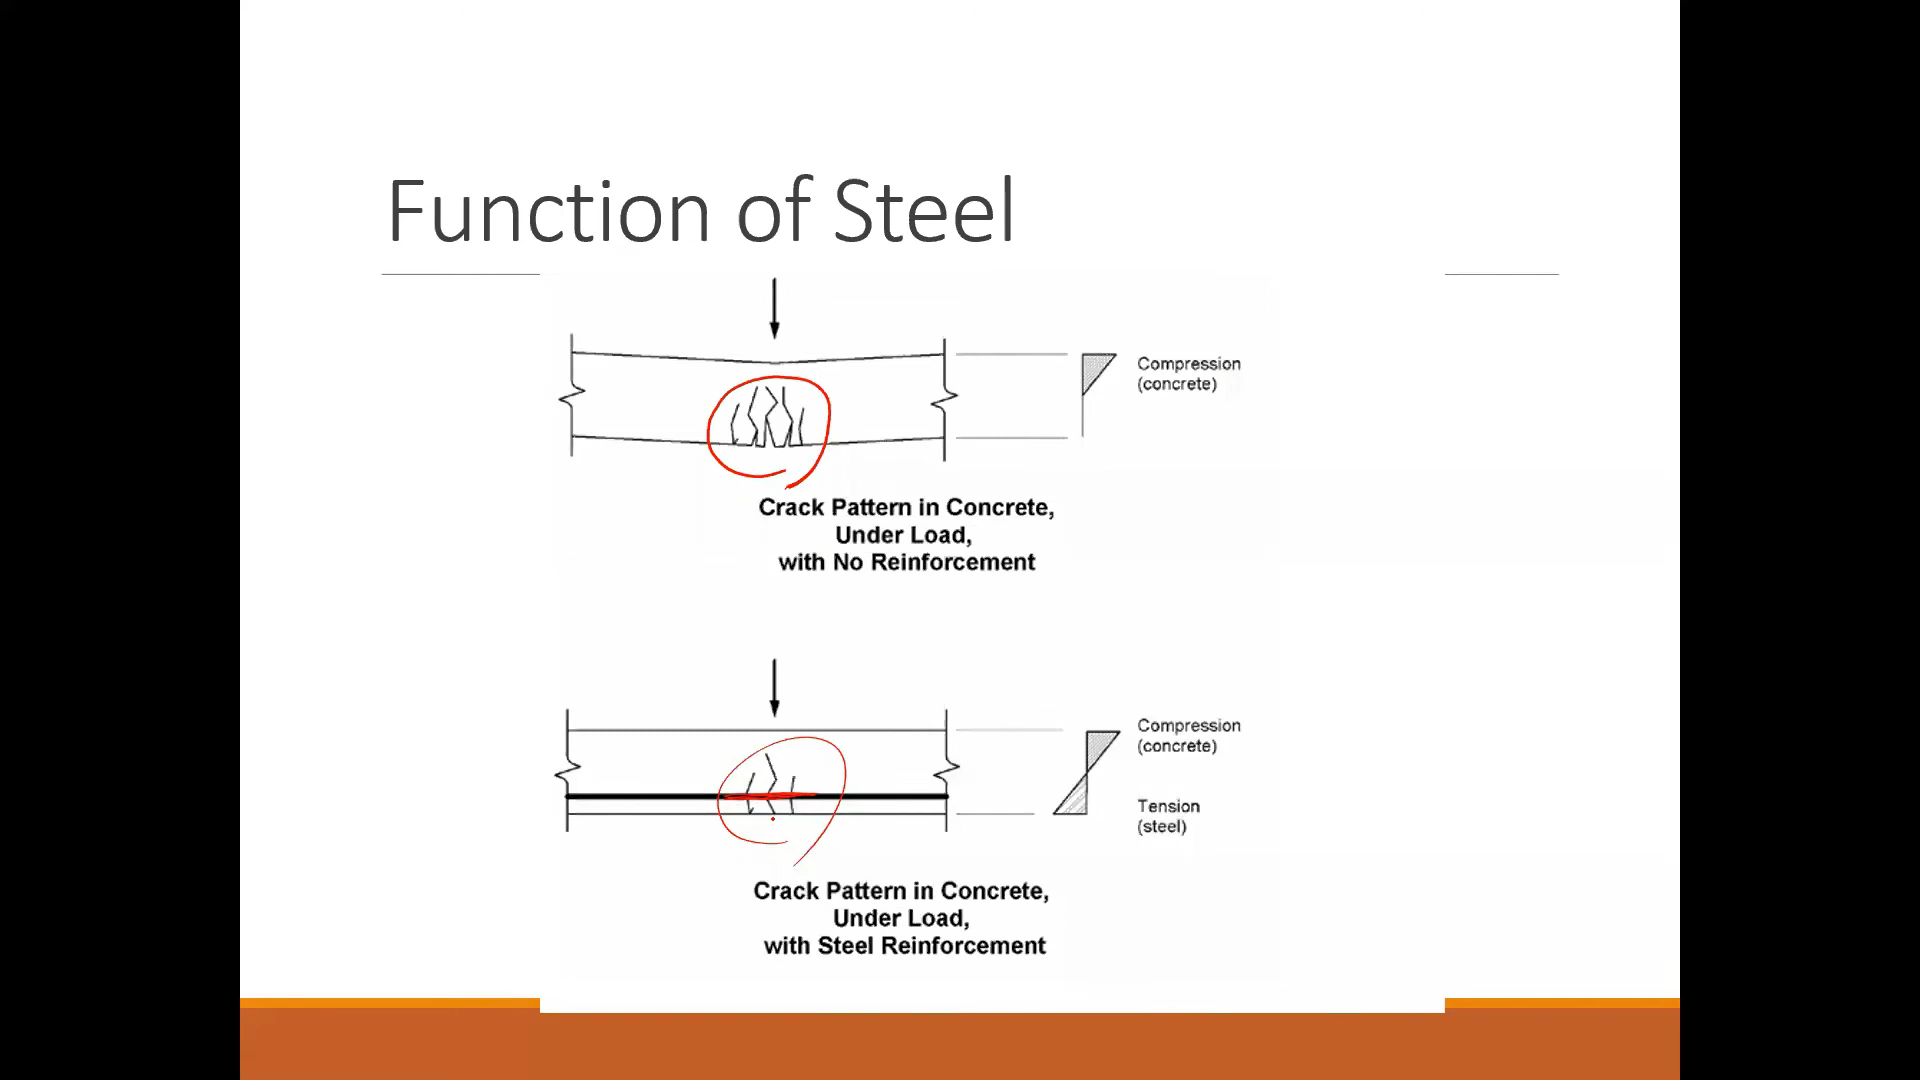 Function of Steel
Compression
(concrete)
Crack Pattern in Concrete,
Under Load,
with No Reinforcement
Compression
(concrete)
Tension
(steel)
Crack Pattern in Concrete,
Under Load,
with Steel Reinforcement